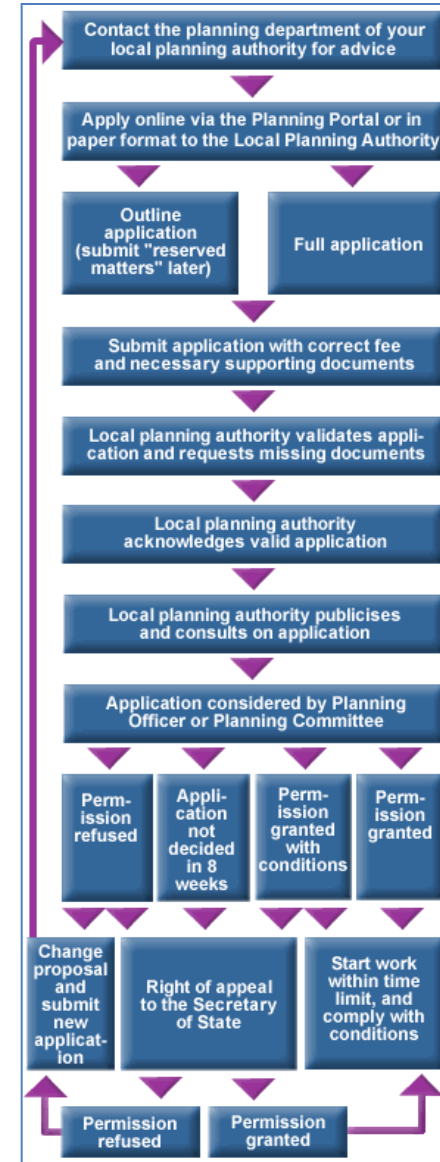 Contact the planning department of your
local planning authority for advice
Apply online via the Planning Portal or in
paper format to the Local Planning Authority
Outline
application
(submit "reserved
matters" later)
Full application
Submit application with correct fee
and necessary supporting documents
Local planning authority validates appli-
cation and requests missing documents
Local planning authority
acknowledges valid application
Local planning authority publicises
and consults on application
Application considered by Planning
Officer or Planning Committee
Perm-
ission
refused
Appli-
cation
not
decided
in 8
weeks
Perm-
ission
granted
with
conditions
Perm-
ission
granted
Change
proposal
and
submit
new
applicat-
ion
Right of appeal
to the Secretary
of State
Start work
within time
limit, and
comply with
conditions
Permission
refused
Permission
granted